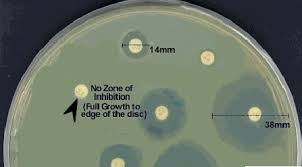 14mm
No Zone of
Inhibition
(Full Growth to
edge of the disc)
38mm